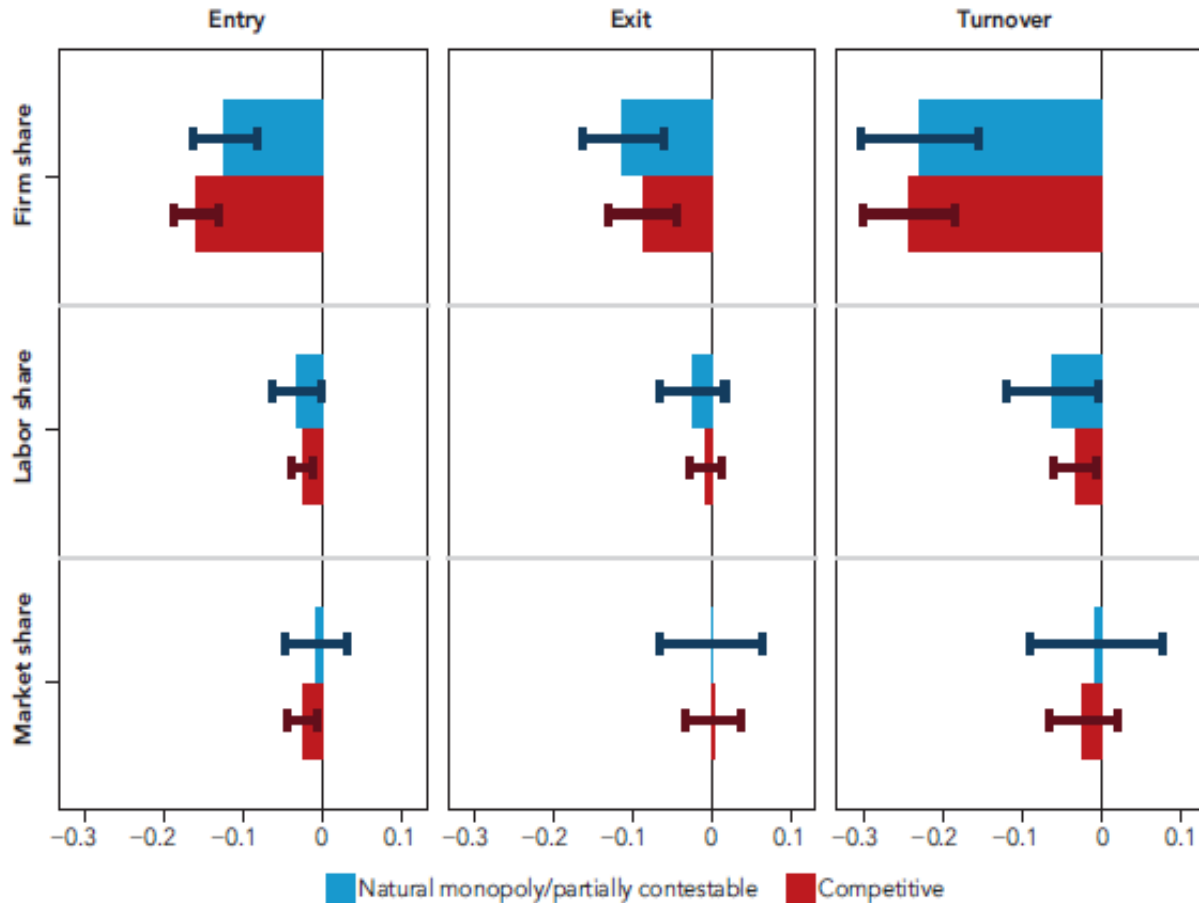 Entry Exit Turnover
Firm share
Labor share
Market share
−0.3 −0.2 −0.1 0 0.1 −0.3 −0.2 −0.1 0 0.1 −0.3 −0.2 −0.1 0 0.1
Natural monopoly/partially contestable Competitive